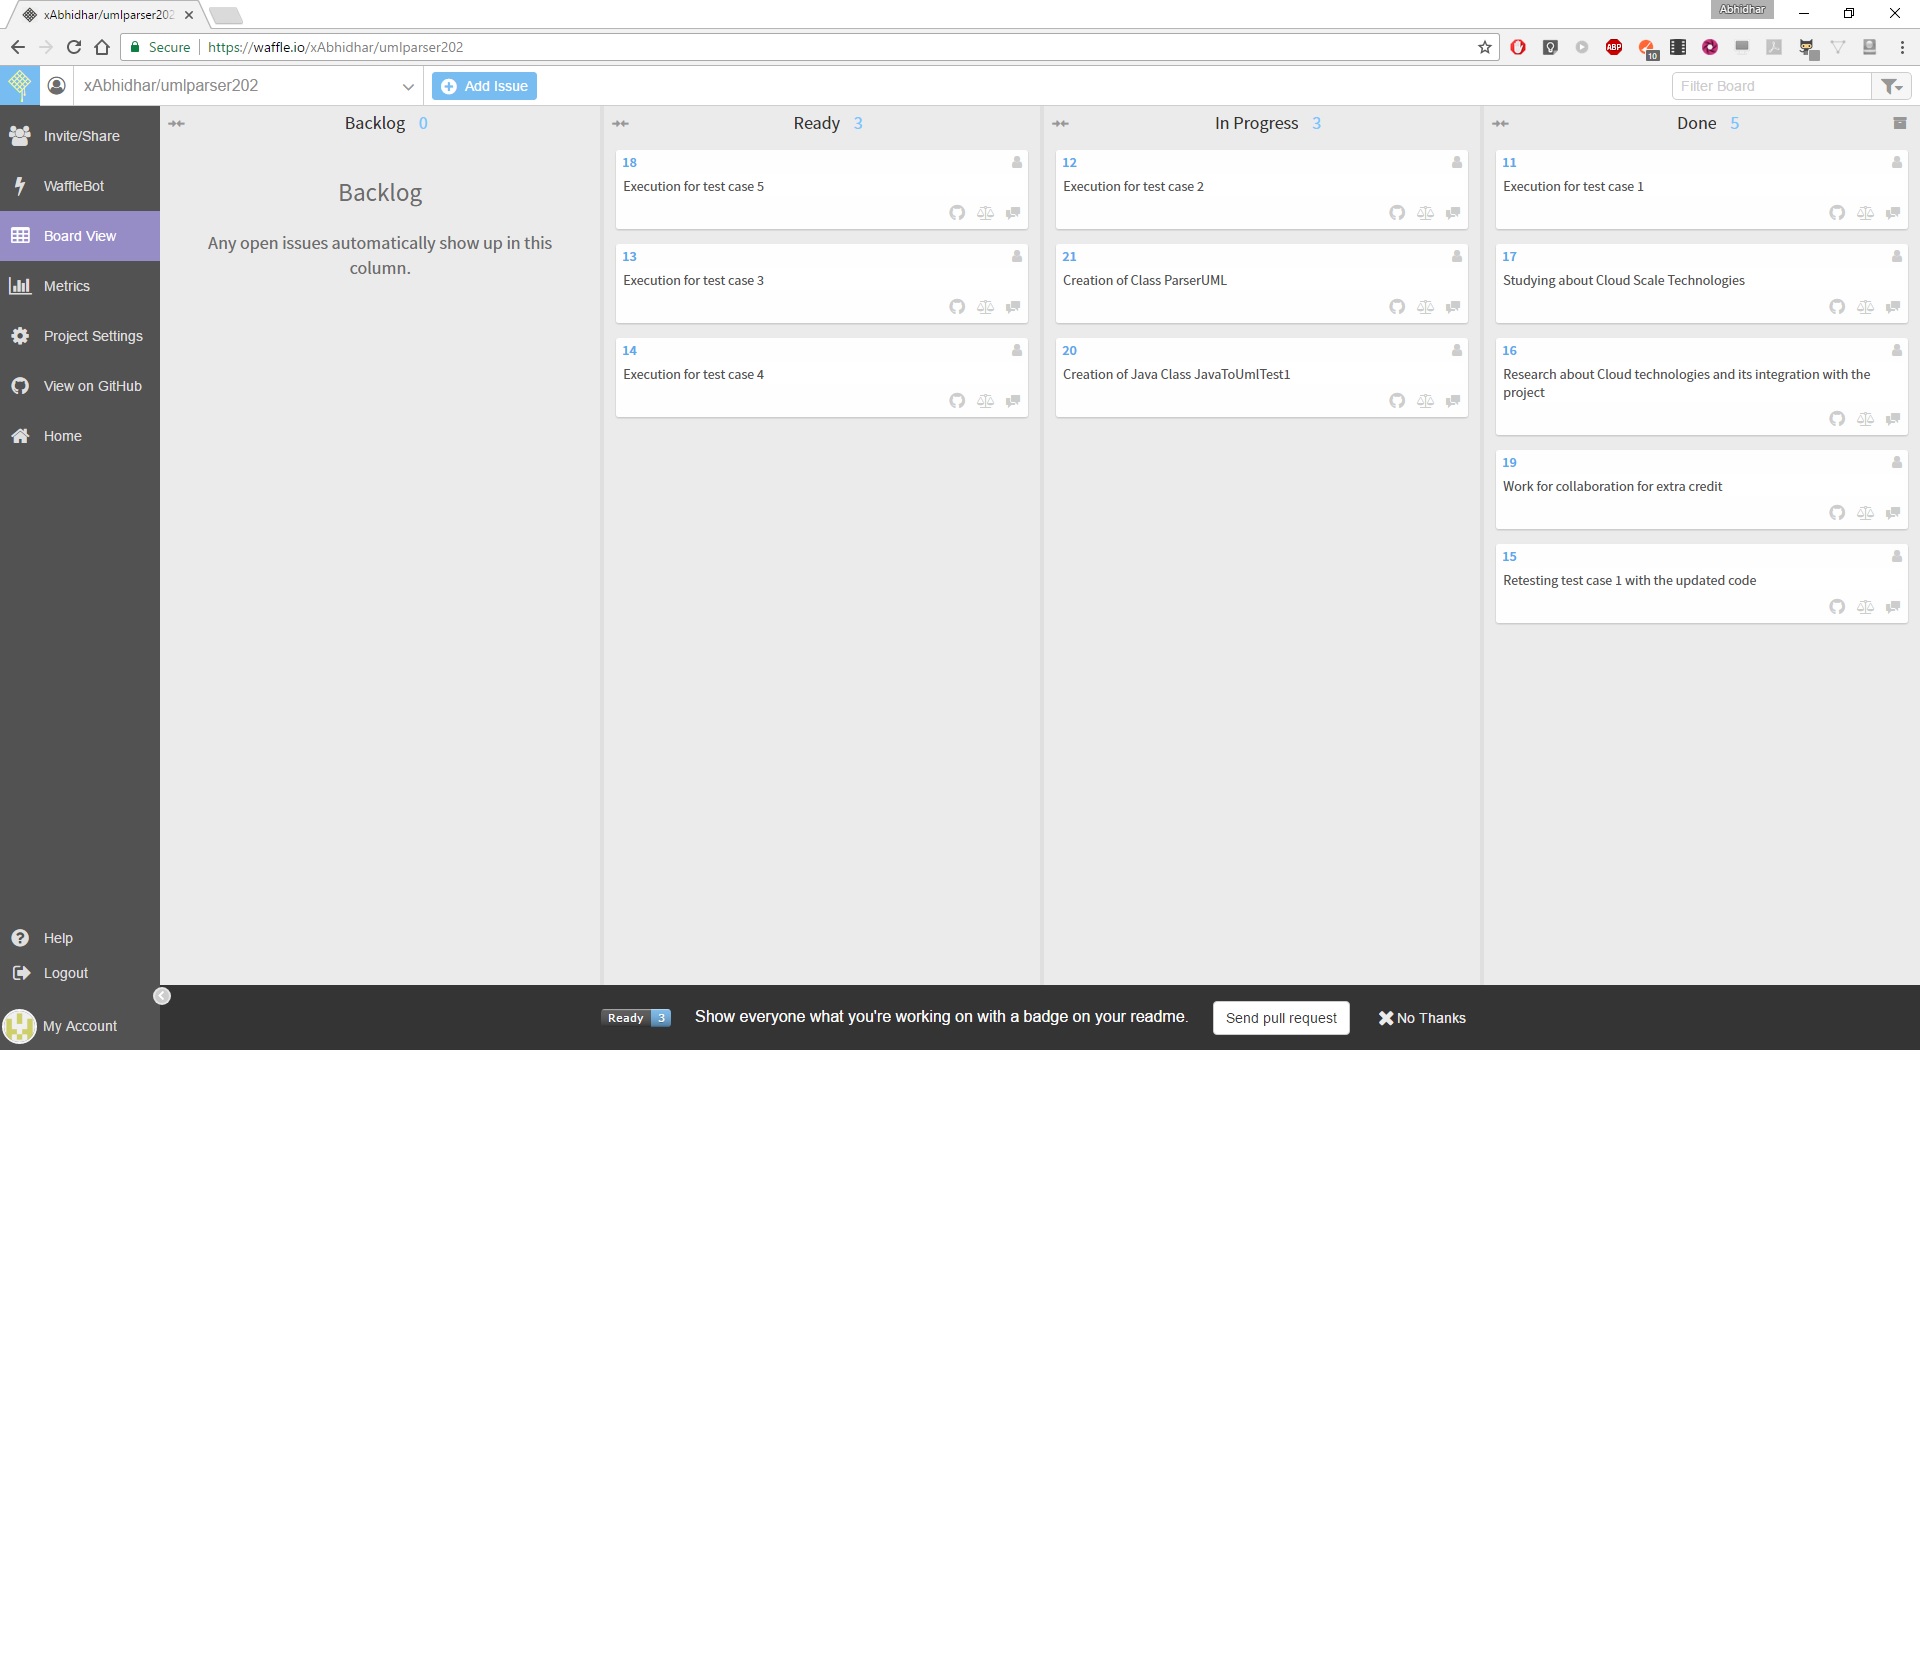 xAbhidhar/umlparser202
Abhidhar
Secure
https://waffle.io/xAbhidhar/umlparser202
ABP
10
xAbhidhar/umlparser202
Add Issue
Filter Board
Invite/Share
WaffleBot
Board View
Metrics
Project Settings
View on GitHub
Home
Help
Logout
My Account
Backlog 0
Backlog
Any open issues automatically show up in this
column.
Ready 3
18
Execution for test case 5
13
Execution for test case 3
14
Execution for test case 4
In Progress 3
12
Execution for test case 2
21
Creation of Class ParserUML
20
Creation of Java Class JavaToUmlTest1
Done 5
11
Execution for test case 1
17
Studying about Cloud Scale Technologies
16
Research about Cloud technologies and its integration with the
project
19
Work for collaboration for extra credit
15
Retesting test case 1 with the updated code
Ready 3
Show everyone what you're working on with a badge on your readme.
Send pull request
No Thanks